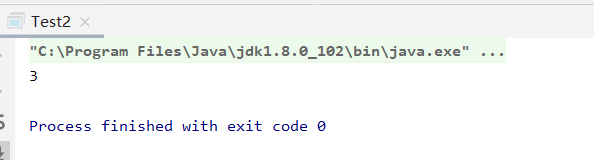 Test2
"C:\Program Files\Java\jdk1.8.0_102\bin\java.exe" ...
3
Process finished with exit code 0